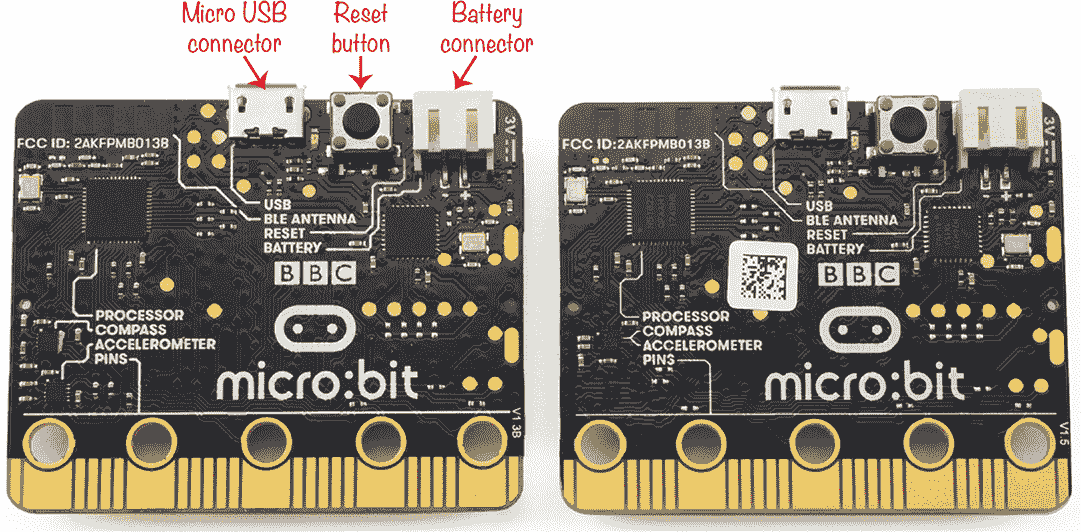 Micro USB
connector
Reset
button
Battery
connector
FCC ID: 2AKFPMB013B
3V
USB
BLE ANTENNA
RESET
BATTERY
BBC
PROCESSOR
COMPASS
ACCELEROMETER
PINS
micro:bit
V1.3B
FCC ID: 2AKFPMB013B
3V
USB
BLE ANTENNA
RESET
BATTERY
BBC
PROCESSOR
COMPASS
ACCELEROMETER
PINS
micro:bit
V1.5